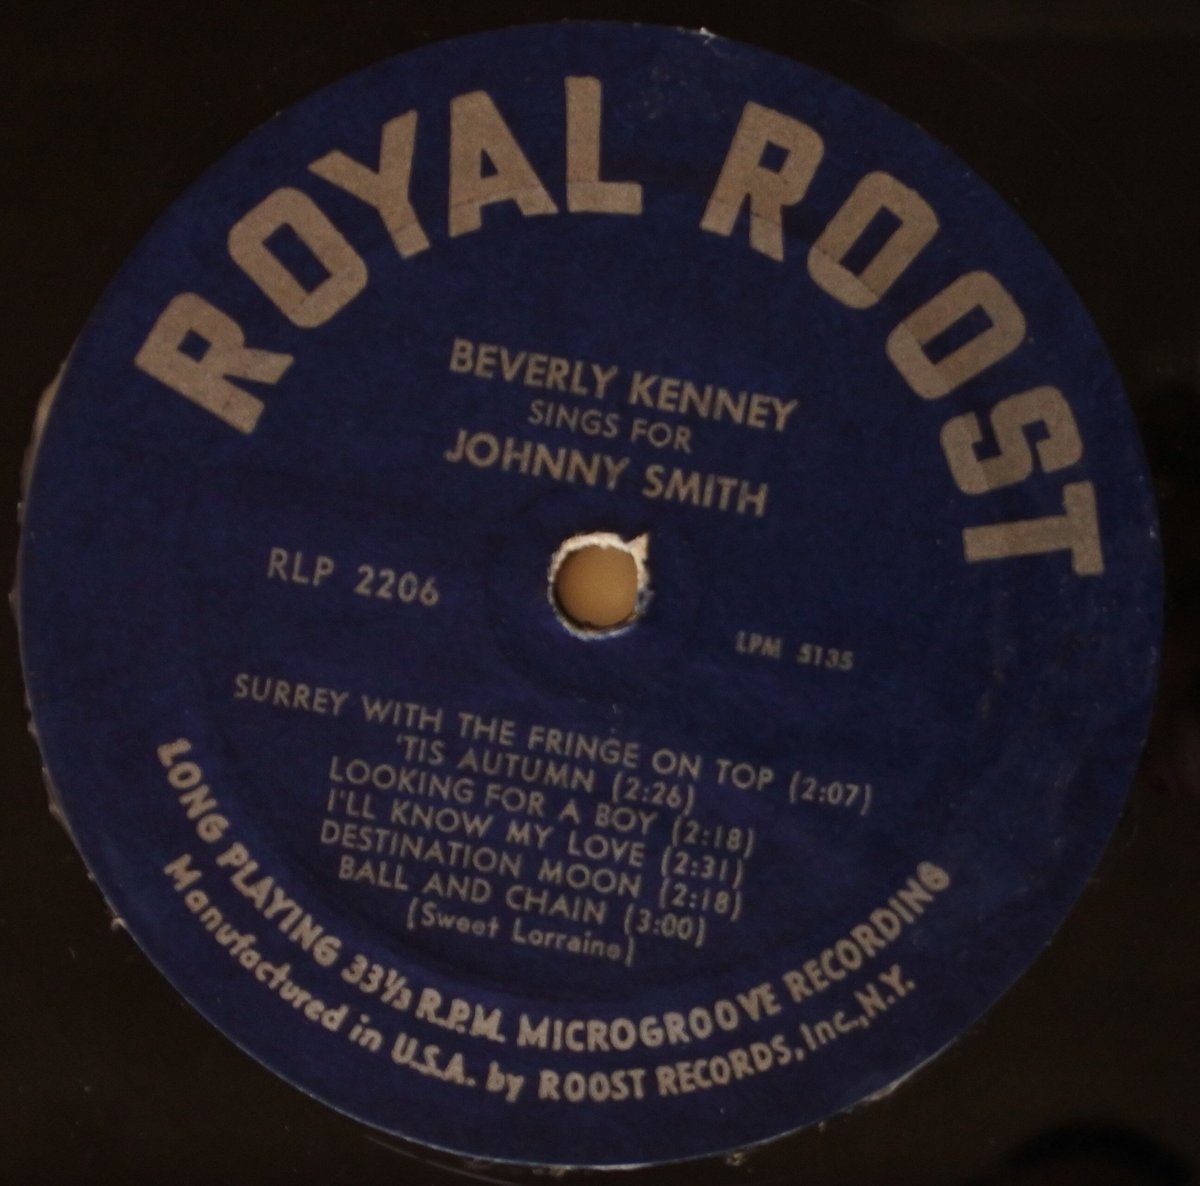 ROYAL ROOST
BEVERLY KENNEY
SINGS FOR
JOHNNY SMITH
RLP 2206
LPM 5135
SURREY WITH THE FRINGE ON TOP (2:07)
'TIS AUTUMN (2:26)
LOOKING FOR A BOY (2:18)
I'LL KNOW MY LOVE (2:31)
DESTINATION MOON (2:18)
BALL AND CHAIN (3:00)
(Sweet Lorraine)
LONG PLAYING 33⅓ R.P.M. MICROGROOVE RECORDING
Manufactured in U.S.A. by ROOST RECORDS, Inc., N.Y.